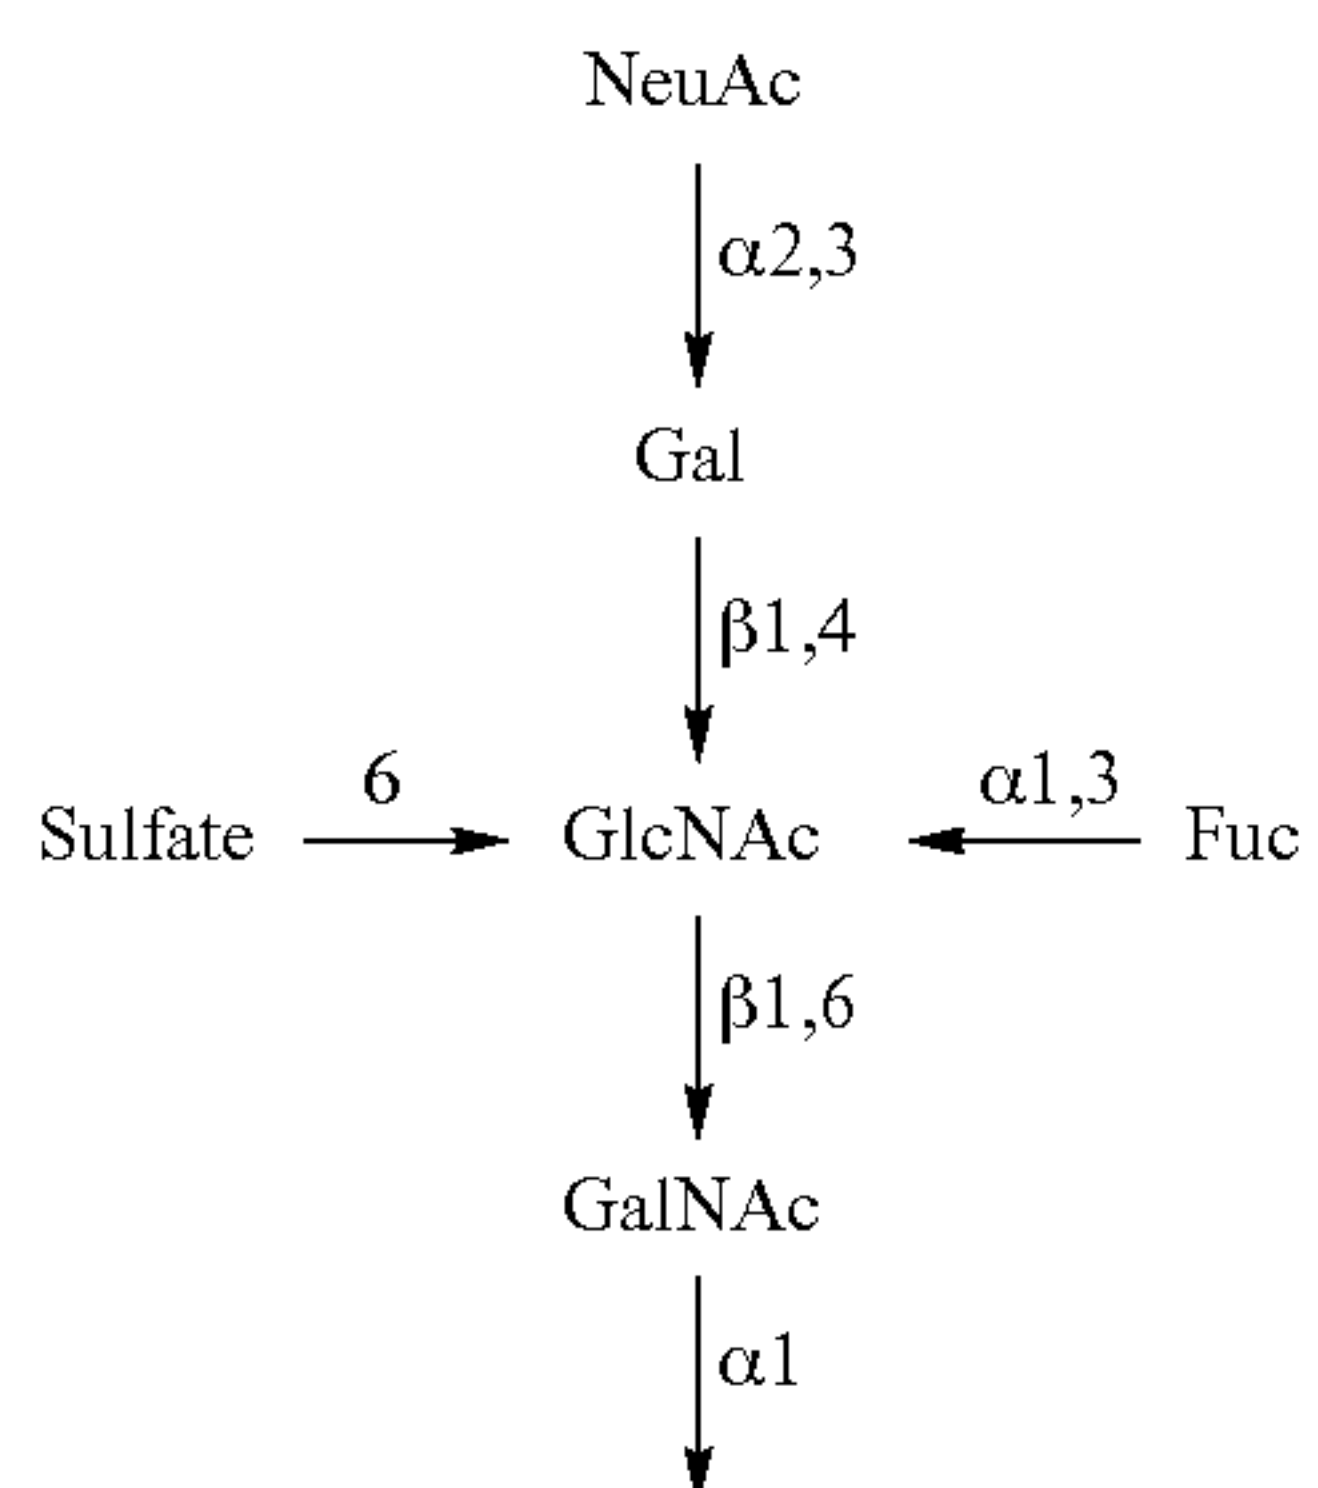 NeuAc
α2,3
Gal
β1,4
6
α1,3
Sulfate GlcNAc Fuc
β1,6
GalNAc
α1